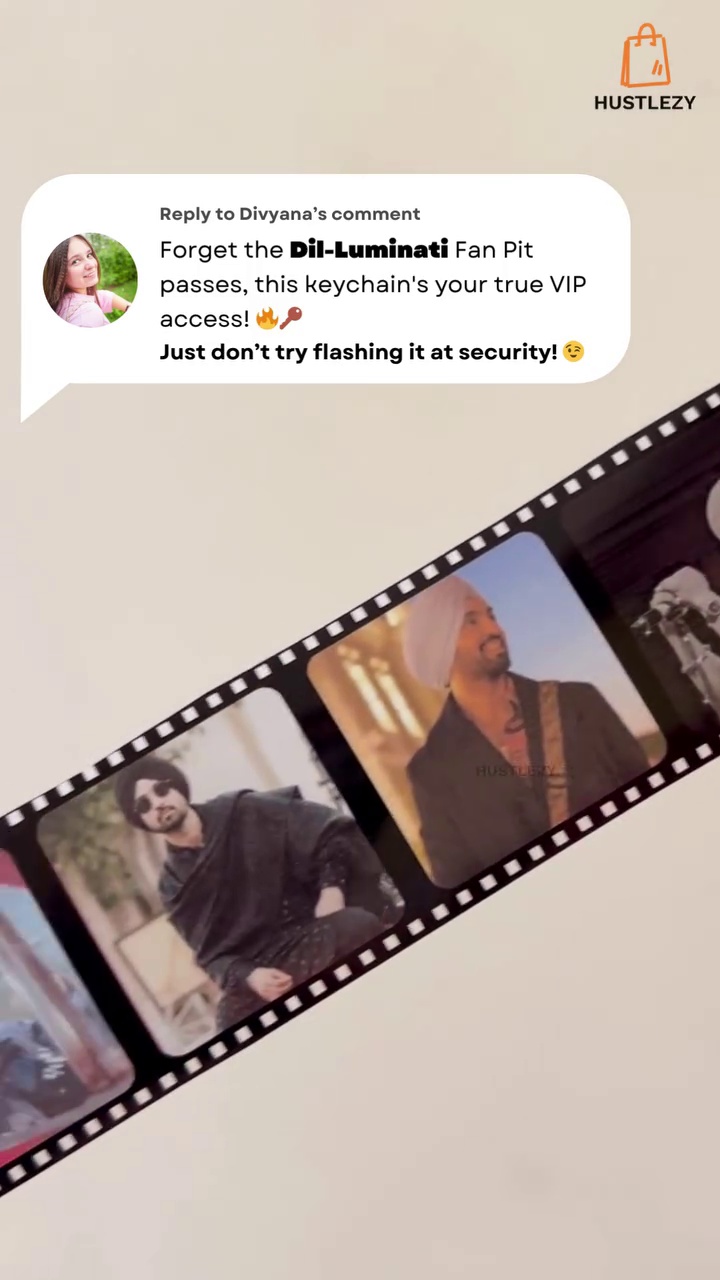 HUSTLEZY
Reply to Divyana’s comment
Forget the Dil-Luminati Fan Pit
passes, this keychain's your true VIP
access! 🔥🔑
Just don’t try flashing it at security! 😉
HUSTLEZY